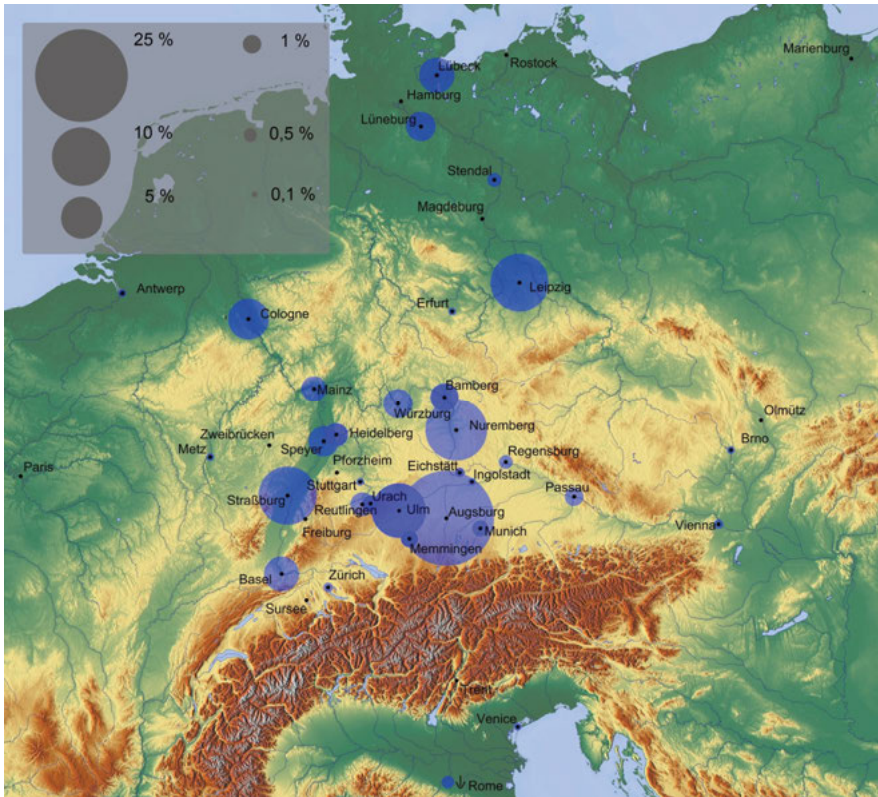 25 %
1 %
10 %
0,5 %
5 %
0,1 %
Marienburg
Rostock
Lübeck
Hamburg
Lüneburg
Stendal
Magdeburg
Antwerp
Leipzig
Erfurt
Cologne
Mainz
Bamberg
Würzburg
Olmütz
Nuremberg
Heidelberg
Zweibrücken
Speyer
Brno
Metz
Regensburg
Paris
Pforzheim
Eichstätt
Ingolstadt
Stuttgart
Passau
Straßburg
Urach
Reutlingen
Ulm
Augsburg
Vienna
Freiburg
Munich
Memmingen
Basel
Zürich
Sursee
Trent
Venice
↓ Rome